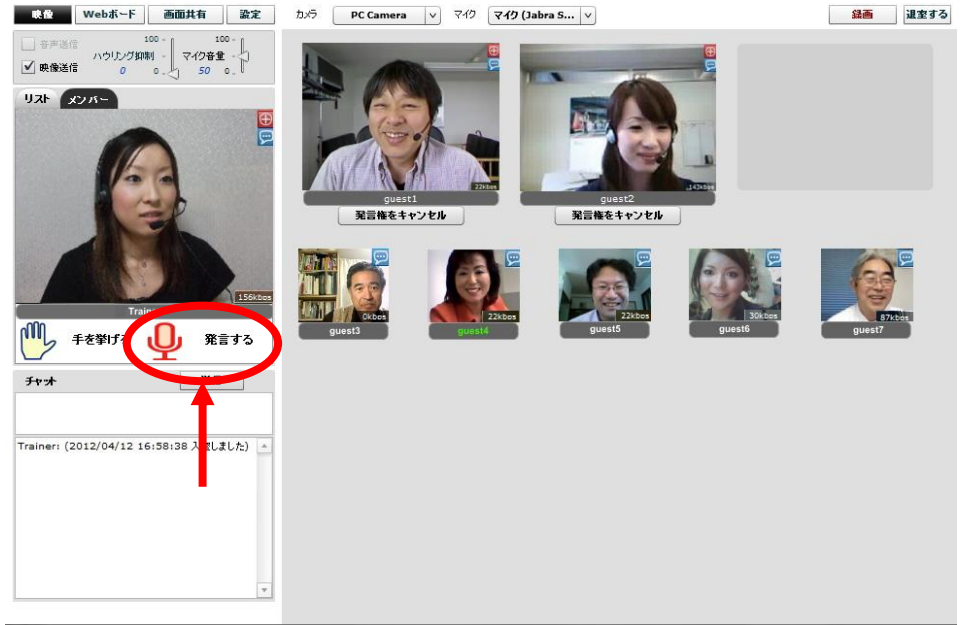 映像 Webボード 画面共有 設定 カメラ PC Camera マイク マイク (Jabra S... 録画 退室する
音声送信
映像送信
ハウリング抑制
100
0
0
マイク音量
100
50
0
リスト メンバー
156kbps
手を挙げ
発言する
チャット
Trainer: (2012/04/12 16:58:38 入 しました)
22kbps
guest1
発言権をキャンセル
143kbps
guest2
発言権をキャンセル
0kbps
guest3
22kbps
guest4
22kbps
guest5
30kbps
guest6
87kbps
guest7